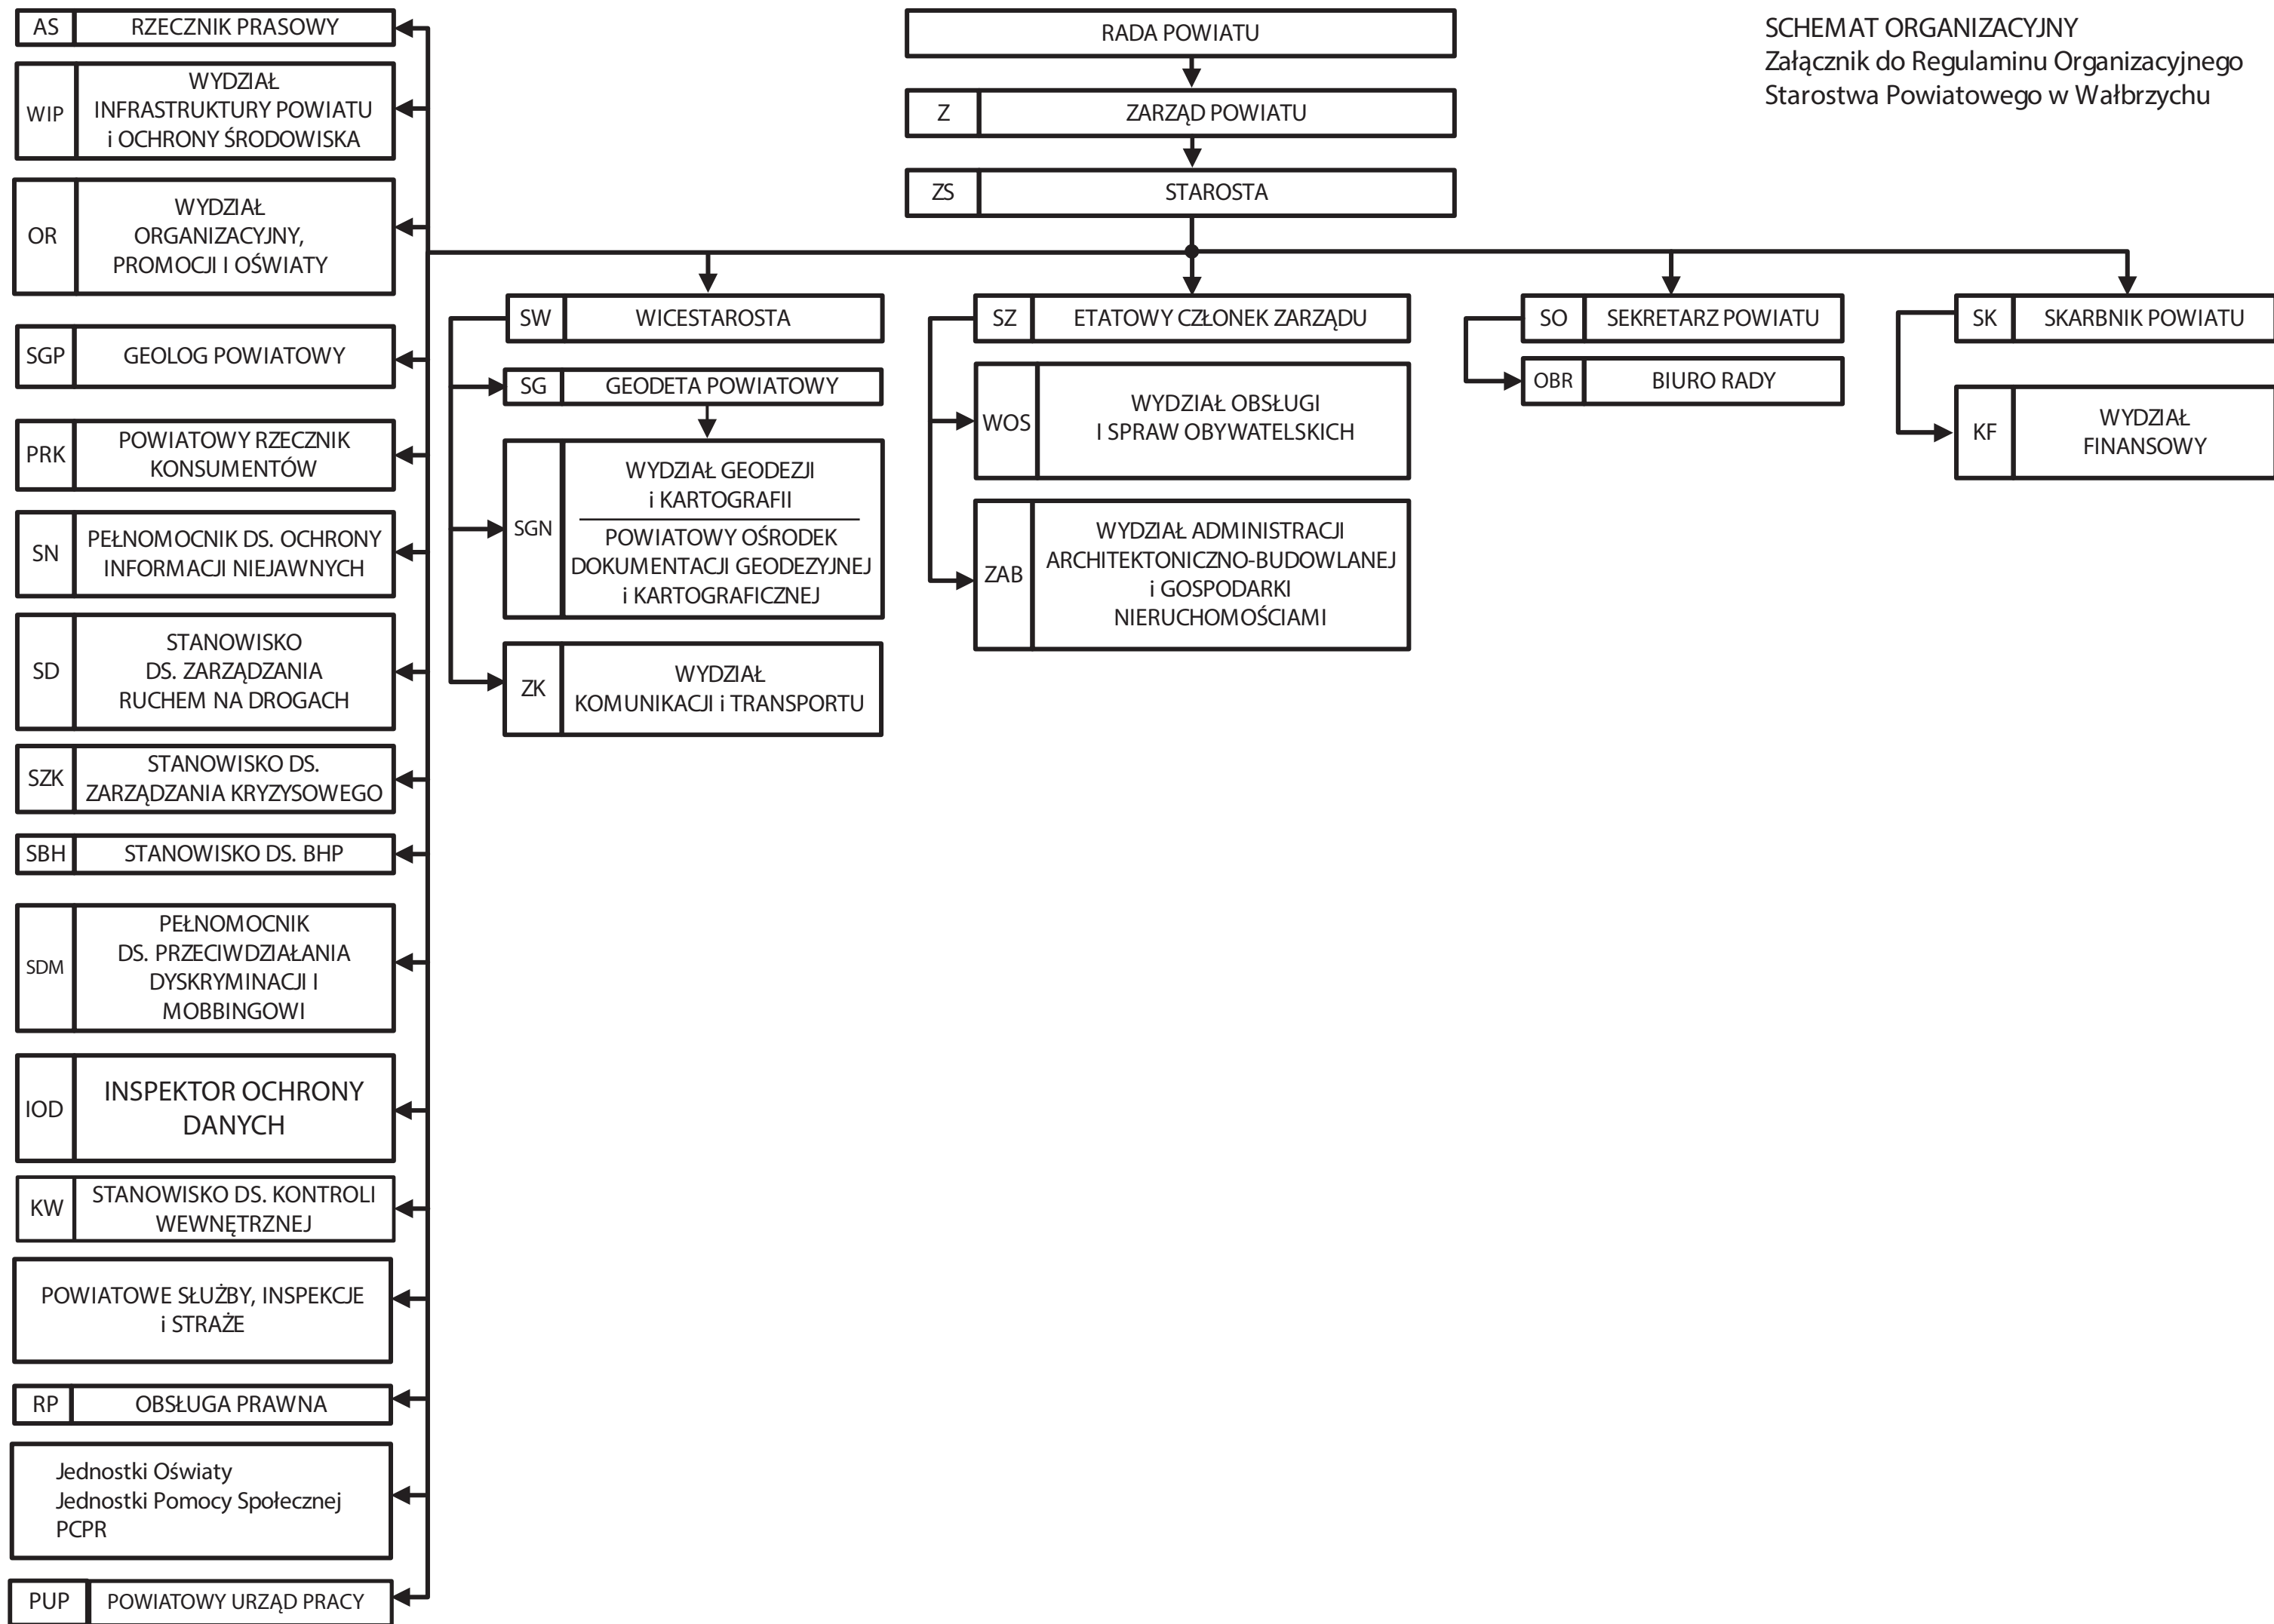 AS RZECZNIK PRASOWY
WIP
WYDZIAŁ
INFRASTRUKTURY POWIATU
i OCHRONY ŚRODOWISKA
OR
WYDZIAŁ
ORGANIZACYJNY,
PROMOCJI I OŚWIATY
SGP GEOLOG POWIATOWY
PRK
POWIATOWY RZECZNIK
KONSUMENTÓW
SN
PEŁNOMOCNIK DS. OCHRONY
INFORMACJI NIEJAWNYCH
SD
STANOWISKO
DS. ZARZĄDZANIA
RUCHEM NA DROGACH
SZK
STANOWISKO DS.
ZARZĄDZANIA KRYZYSOWEGO
SBH STANOWISKO DS. BHP
SDM
PEŁNOMOCNIK
DS. PRZECIWDZIAŁANIA
DYSKRYMINACJI I
MOBBINGOWI
IOD
INSPEKTOR OCHRONY
DANYCH
KW
STANOWISKO DS. KONTROLI
WEWNĘTRZNEJ
POWIATOWE SŁUŻBY, INSPEKCJE
i STRAŻE
RP OBSŁUGA PRAWNA
Jednostki Oświaty
Jednostki Pomocy Społecznej
PCPR
PUP POWIATOWY URZĄD PRACY
RADA POWIATU
Z ZARZĄD POWIATU
ZS STAROSTA
SW WICESTAROSTA
SG GEODETA POWIATOWY
SGN
WYDZIAŁ GEODEZJI
i KARTOGRAFII
POWIATOWY OŚRODEK
DOKUMENTACJI GEODEZYJNEJ
i KARTOGRAFICZNEJ
ZK
WYDZIAŁ
KOMUNIKACJI i TRANSPORTU
SZ ETATOWY CZŁONEK ZARZĄDU
WOS
WYDZIAŁ OBSŁUGI
I SPRAW OBYWATELSKICH
ZAB
WYDZIAŁ ADMINISTRACJI
ARCHITEKTONICZNO-BUDOWLANEJ
i GOSPODARKI
NIERUCHOMOŚCIAMI
SO SEKRETARZ POWIATU
OBR BIURO RADY
SK SKARBNIK POWIATU
KF
WYDZIAŁ
FINANSOWY
SCHEMAT ORGANIZACYJNY
Załącznik do Regulaminu Organizacyjnego
Starostwa Powiatowego w Wałbrzychu